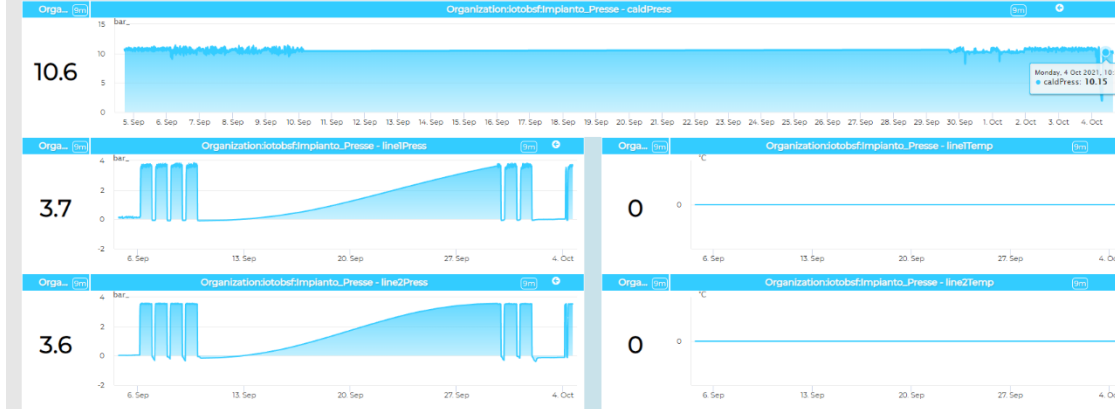 Orga... 9m Organization:iotobsf:Impianto_Presse - caldPress 9m
bar_
15
10
5
0
10.6
Monday, 4 Oct 2021, 18:
caldPress: 10.15
5. Sep 6. Sep 7. Sep 8. Sep 9. Sep 10. Sep 11. Sep 12. Sep 13. Sep 14. Sep 15. Sep 16. Sep 17. Sep 18. Sep 19. Sep 20. Sep 21. Sep 22. Sep 23. Sep 24. Sep 25. Sep 26. Sep 27. Sep 28. Sep 29. Sep 30. Sep 1. Oct 2. Oct 3. Oct 4. Oct
Orga... 9m Organization:iotobsf:Impianto_Presse - line1Press 9m
bar_
4
2
0
-2
3.7
6. Sep 13. Sep 20. Sep 27. Sep 4. Oct
Orga... 9m Organization:iotobsf:Impianto_Presse - line1Temp 9m
°C
0
0
6. Sep 13. Sep 20. Sep 27. Sep 4. O
Orga... 9m Organization:iotobsf:Impianto_Presse - line2Press 9m
bar_
4
2
0
-2
3.6
6. Sep 13. Sep 20. Sep 27. Sep 4. Oct
Orga... 9m Organization:iotobsf:Impianto_Presse - line2Temp 9m
°C
0
0
6. Sep 13. Sep 20. Sep 27. Sep 4. O